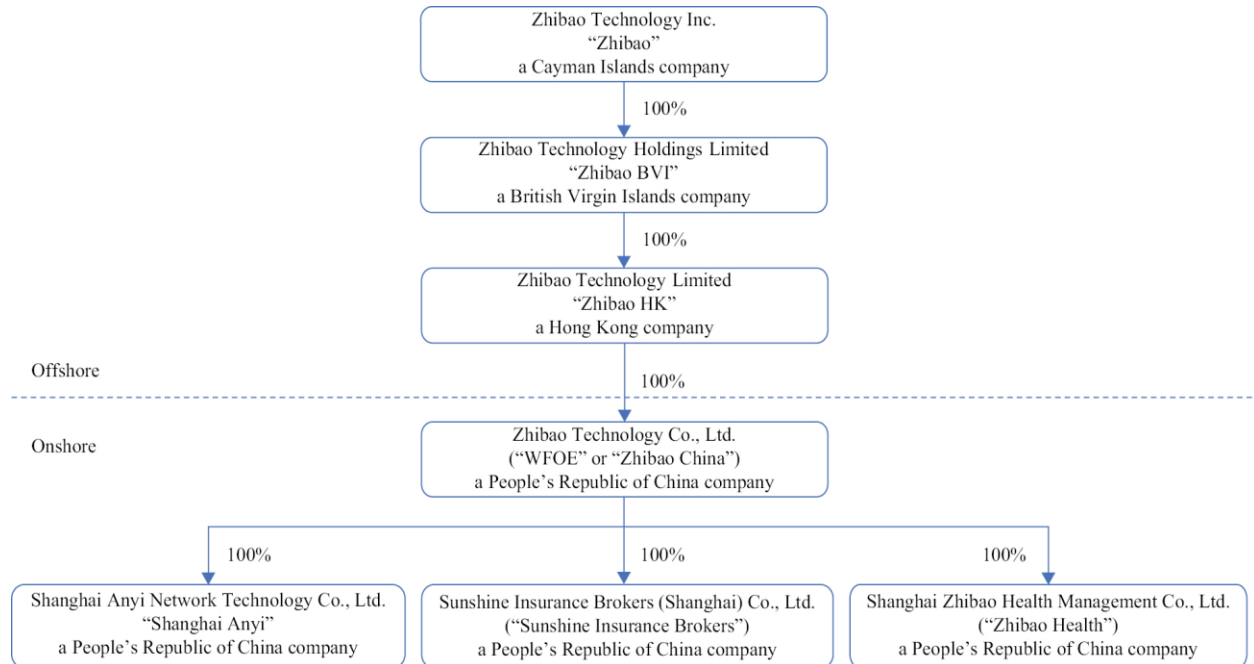 Zhibao Technology Inc.
“Zhibao”
a Cayman Islands company
100%
Zhibao Technology Holdings Limited
“Zhibao BVI”
a British Virgin Islands company
100%
Zhibao Technology Limited
“Zhibao HK”
a Hong Kong company
Offshore
100%
Onshore
Zhibao Technology Co., Ltd.
(“WFOE” or “Zhibao China”)
a People’s Republic of China company
100%
100%
100%
Shanghai Anyi Network Technology Co., Ltd.
“Shanghai Anyi”
a People’s Republic of China company
Sunshine Insurance Brokers (Shanghai) Co., Ltd.
(“Sunshine Insurance Brokers”)
a People’s Republic of China company
Shanghai Zhibao Health Management Co., Ltd.
(“Zhibao Health”)
a People’s Republic of China company